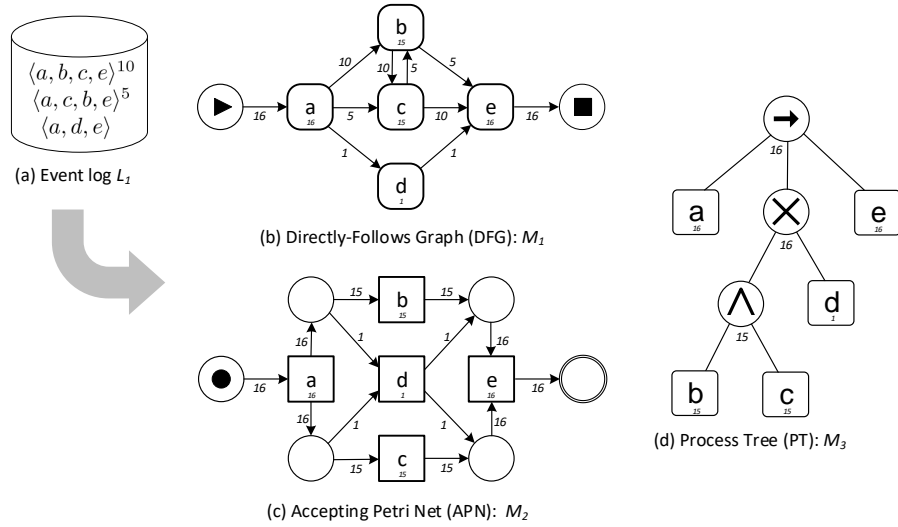 ⟨a, b, c, e⟩^10
⟨a, c, b, e⟩^5
⟨a, d, e⟩
(a) Event log L1
16
a
16
10
5
1
b
15
10
5
c
15
5
10
d
1
1
e
16
16
(b) Directly-Follows Graph (DFG): M1
16
a
16
16
16
15
b
15
15
1
1
d
1
1
1
15
c
15
15
16
e
16
16
16
(c) Accepting Petri Net (APN): M2
16
a
16
16
e
16
15
d
1
b
15
c
15
(d) Process Tree (PT): M3